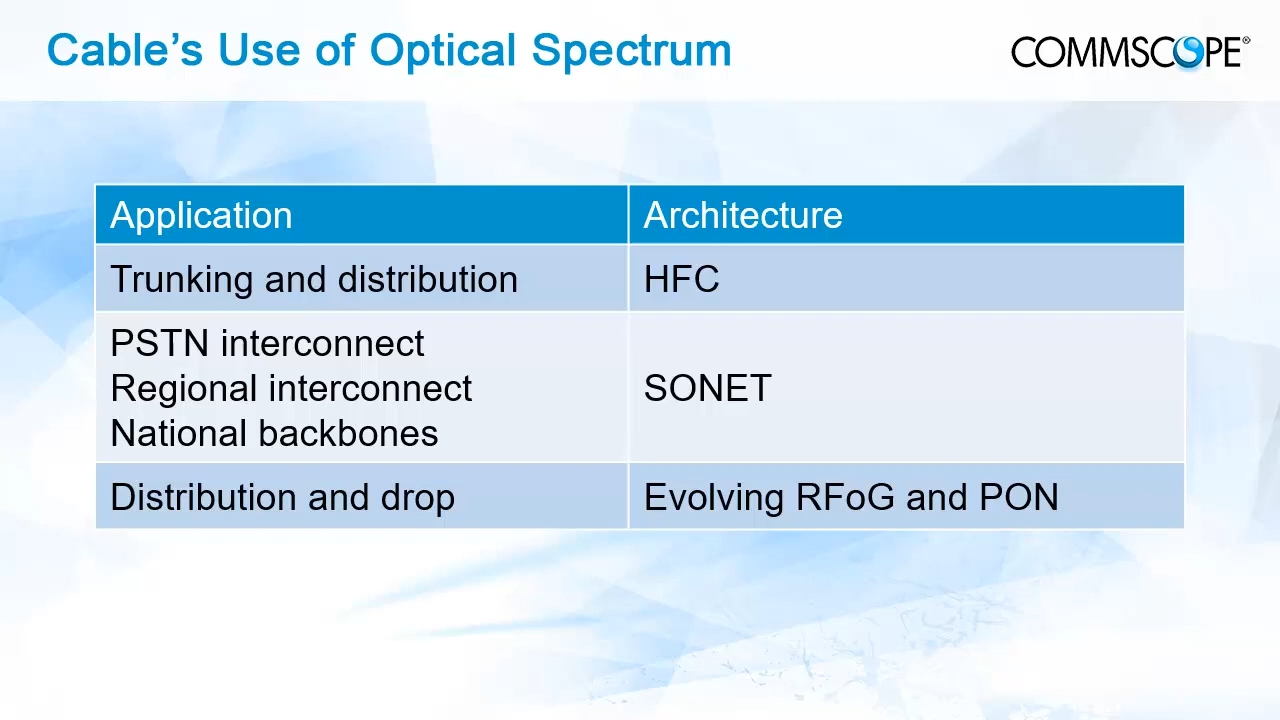 Cable’s Use of Optical Spectrum
COMMSCOPE®
Application
Architecture
Trunking and distribution
HFC
PSTN interconnect
Regional interconnect
National backbones
SONET
Distribution and drop
Evolving RFoG and PON